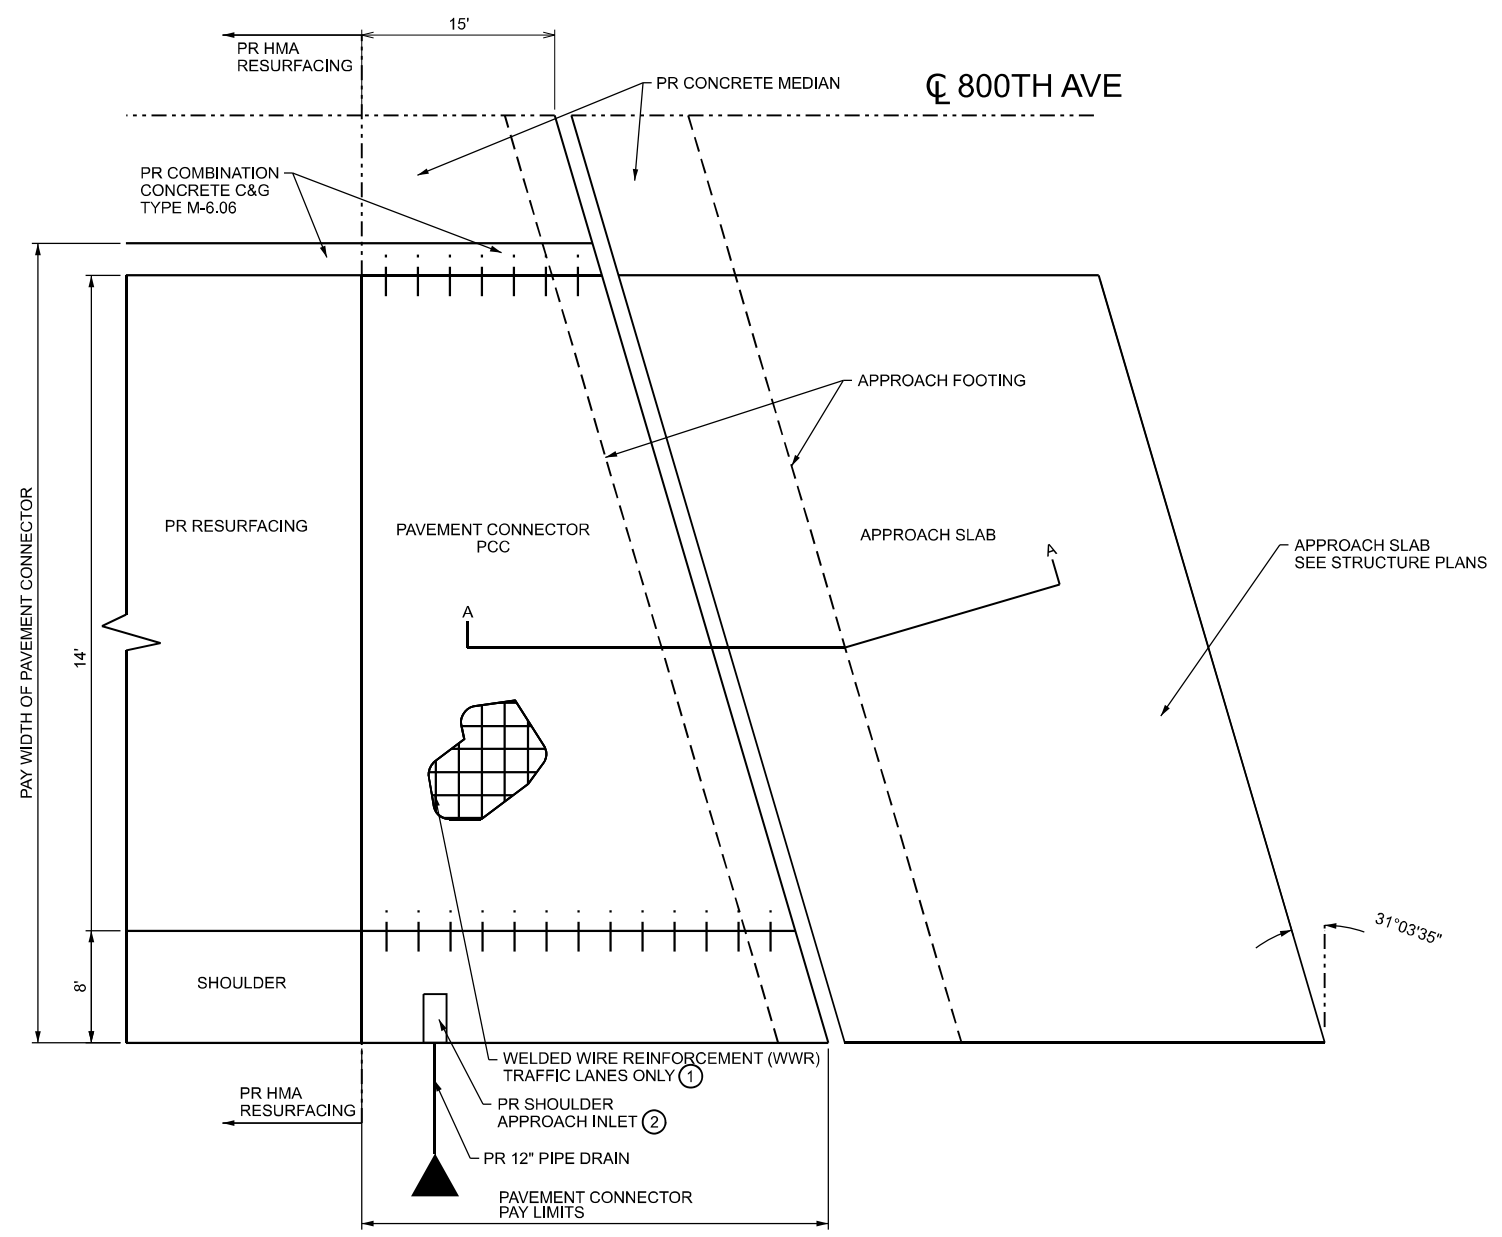 15'
PR HMA
RESURFACING
PR CONCRETE MEDIAN
℄ 800TH AVE
PR COMBINATION
CONCRETE C&G
TYPE M-6.06
APPROACH FOOTING
PAY WIDTH OF PAVEMENT CONNECTOR
14'
PR RESURFACING
PAVEMENT CONNECTOR
PCC
APPROACH SLAB
APPROACH SLAB
SEE STRUCTURE PLANS
A
A
31°03'35"
8'
SHOULDER
WELDED WIRE REINFORCEMENT (WWR)
TRAFFIC LANES ONLY 1
PR HMA
RESURFACING
PR SHOULDER
APPROACH INLET 2
PR 12" PIPE DRAIN
PAVEMENT CONNECTOR
PAY LIMITS